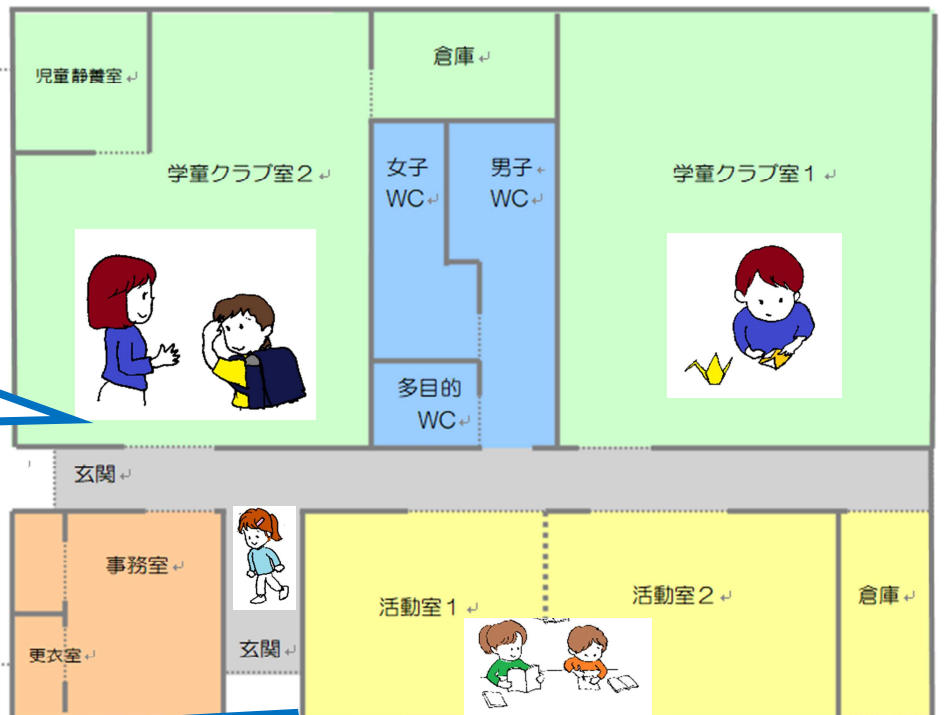 倉庫
児童静養室
学童クラブ室2
女子
WC
男子
WC
学童クラブ室1
多目的
WC
玄関
事務室
活動室1
活動室2
倉庫
更衣室
玄関